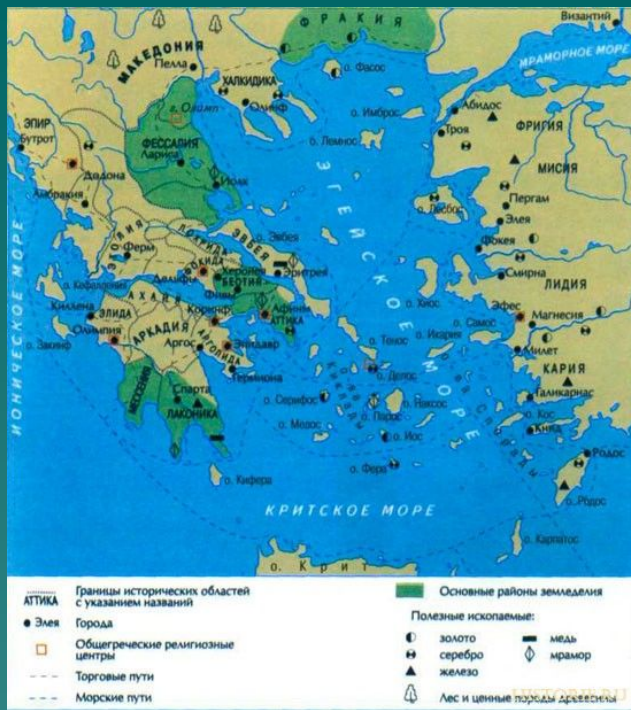 Византий
ФРАКИЯ
МАКЕДОНИЯ
Пелла
о. Фасос
МРАМОРНОЕ МОРЕ
ХАЛКИДИКА
Олинф
о. Имброс
Абидос
Троя
ФРИГИЯ
г. Олимп
о. Лемнос
ЭПИР
Бутрот
ФЕССАЛИЯ
Лариса
МИСИЯ
Додона
Иолк
Амбракия
о. Лесбос
Пергам
Элея
ЭГЕЙСКОЕ МОРЕ
ЭВБЕЯ
о. Эвбея
Ферм
Фокея
Дельфы
Херонея
БЕОТИЯ
Эритрея
Смирна
ЛИДИЯ
о. Кефалления
Фивы
о. Хиос
АХАЙЯ
Киллена
ЭЛИДА
Коринф
Афины
АТТИКА
о. Самос
Эфес
Магнесия
Олимпия
АРКАДИЯ
о. Икария
о. Закинф
Аргос
АРГОЛИДА
Эпидавр
Милет
о. Делос
КАРИЯ
Гермиона
МЕССЕНИЯ
Спарта
ЛАКОНИКА
о. Серифос
Киклады
о. Парос
о. Наксос
Галикарнас
о. Кос
Книд
о. Мелос
о. Иос
ИОНИЧЕСКОЕ МОРЕ
о. Фера
Родос
о. Кифера
о. Родос
КРИТСКОЕ МОРЕ
о. Карпатос
о. Крит
АТТИКА Границы исторических областей
с указанием названий
Элея Города
Общегреческие религиозные
центры
Торговые пути
Морские пути
Основные районы земледелия
Полезные ископаемые:
золото медь
серебро мрамор
железо
Лес и ценные породы древесины